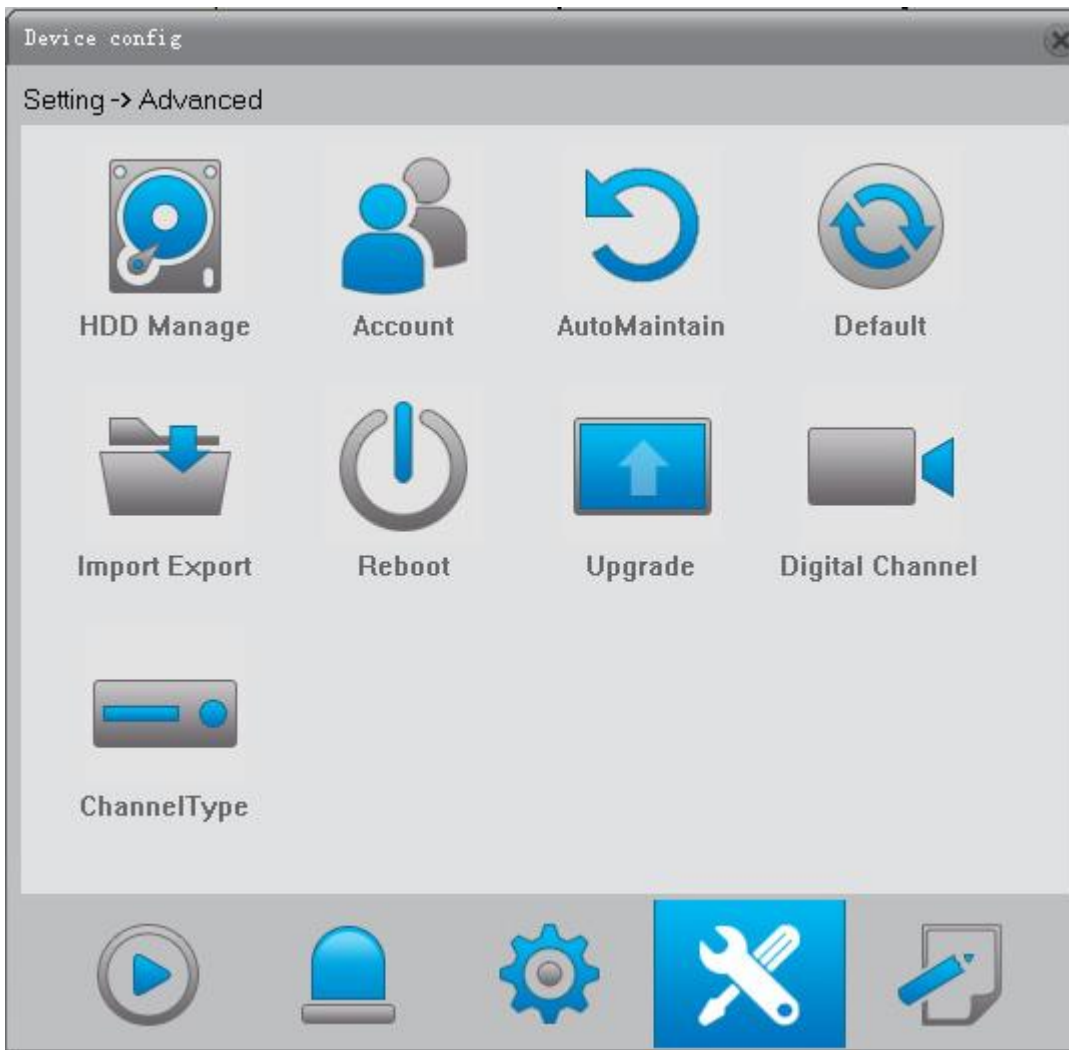 Device config
Setting -> Advanced
HDD Manage Account AutoMaintain Default
Import Export Reboot Upgrade Digital Channel
ChannelType